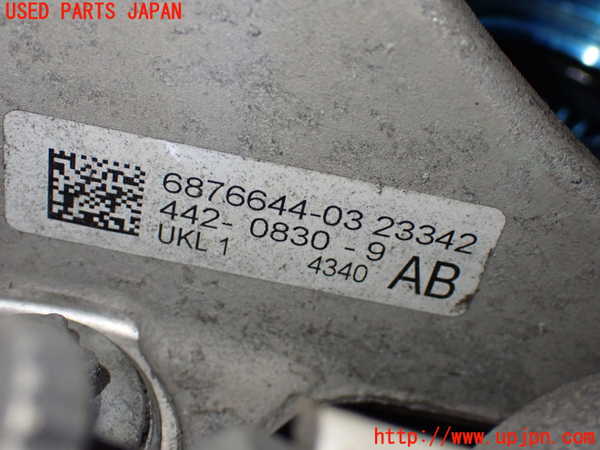 USED PARTS JAPAN
6876644-03 23342
442- 0830 - 9
UKL 1 4340 AB
http://www.upjpn.com/